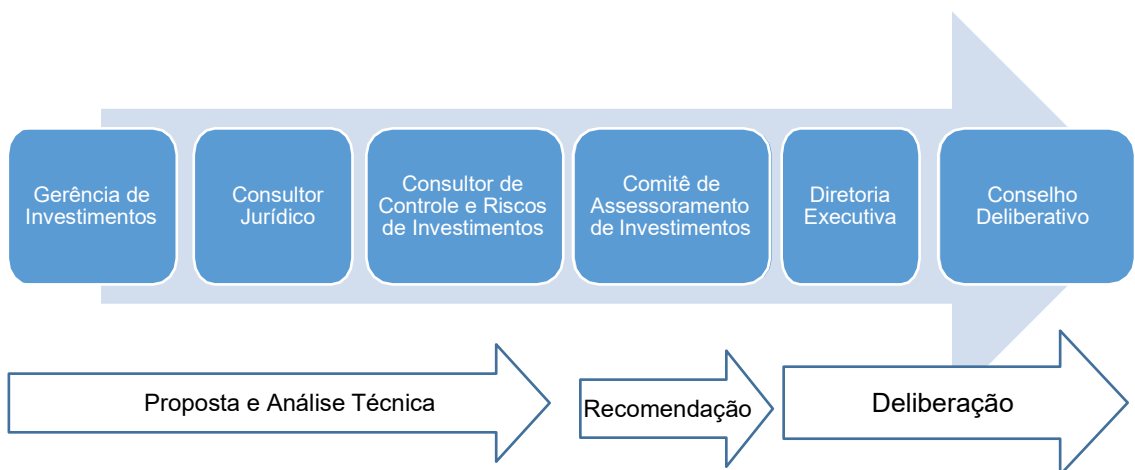 Gerência de
Investimentos
Consultor
Jurídico
Consultor de
Controle e Riscos
de Investimentos
Comitê de
Assessoramento
de Investimentos
Diretoria
Executiva
Conselho
Deliberativo
Proposta e Análise Técnica
Recomendação
Deliberação